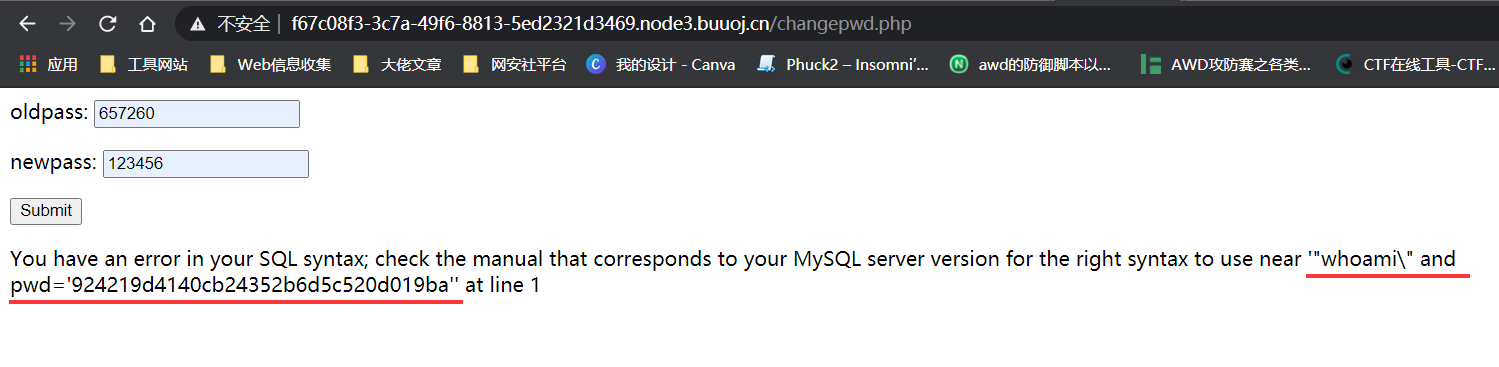 不安全 | f67c08f3-3c7a-49f6-8813-5ed2321d3469.node3.buuoj.cn/changepwd.php
应用 工具网站 Web信息收集 大佬文章 网安社平台 我的设计 - Canva Phuck2 – Insomni’... awd的防御脚本以... AWD攻防赛之各类... CTF在线工具-CTF...
oldpass: 657260
newpass: 123456
Submit
You have an error in your SQL syntax; check the manual that corresponds to your MySQL server version for the right syntax to use near '"whoami\" and
pwd='924219d4140cb24352b6d5c520d019ba'' at line 1